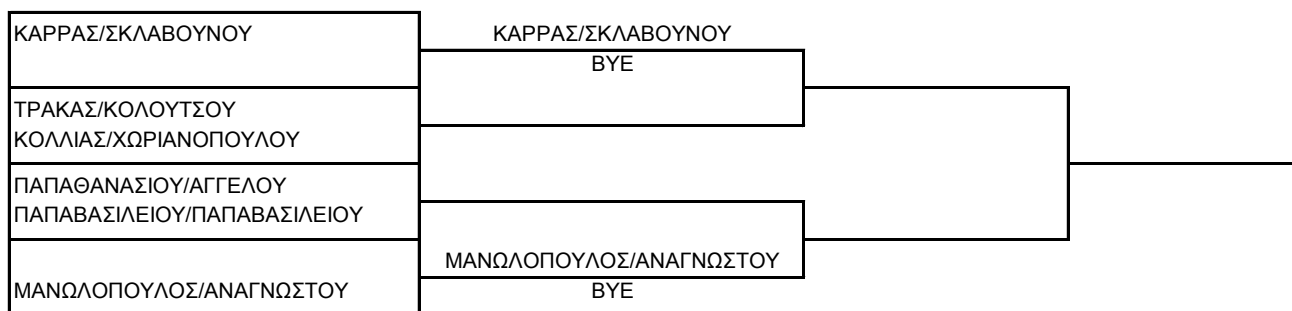 ΚΑΡΡΑΣ/ΣΚΛΑΒΟΥΝΟΥ
ΤΡΑΚΑΣ/ΚΟΛΟΥΤΣΟΥ
ΚΟΛΛΙΑΣ/ΧΩΡΙΑΝΟΠΟΥΛΟΥ
ΠΑΠΑΘΑΝΑΣΙΟΥ/ΑΓΓΕΛΟΥ
ΠΑΠΑΒΑΣΙΛΕΙΟΥ/ΠΑΠΑΒΑΣΙΛΕΙΟΥ
ΜΑΝΩΛΟΠΟΥΛΟΣ/ΑΝΑΓΝΩΣΤΟΥ
ΚΑΡΡΑΣ/ΣΚΛΑΒΟΥΝΟΥ
BYE
ΜΑΝΩΛΟΠΟΥΛΟΣ/ΑΝΑΓΝΩΣΤΟΥ
BYE